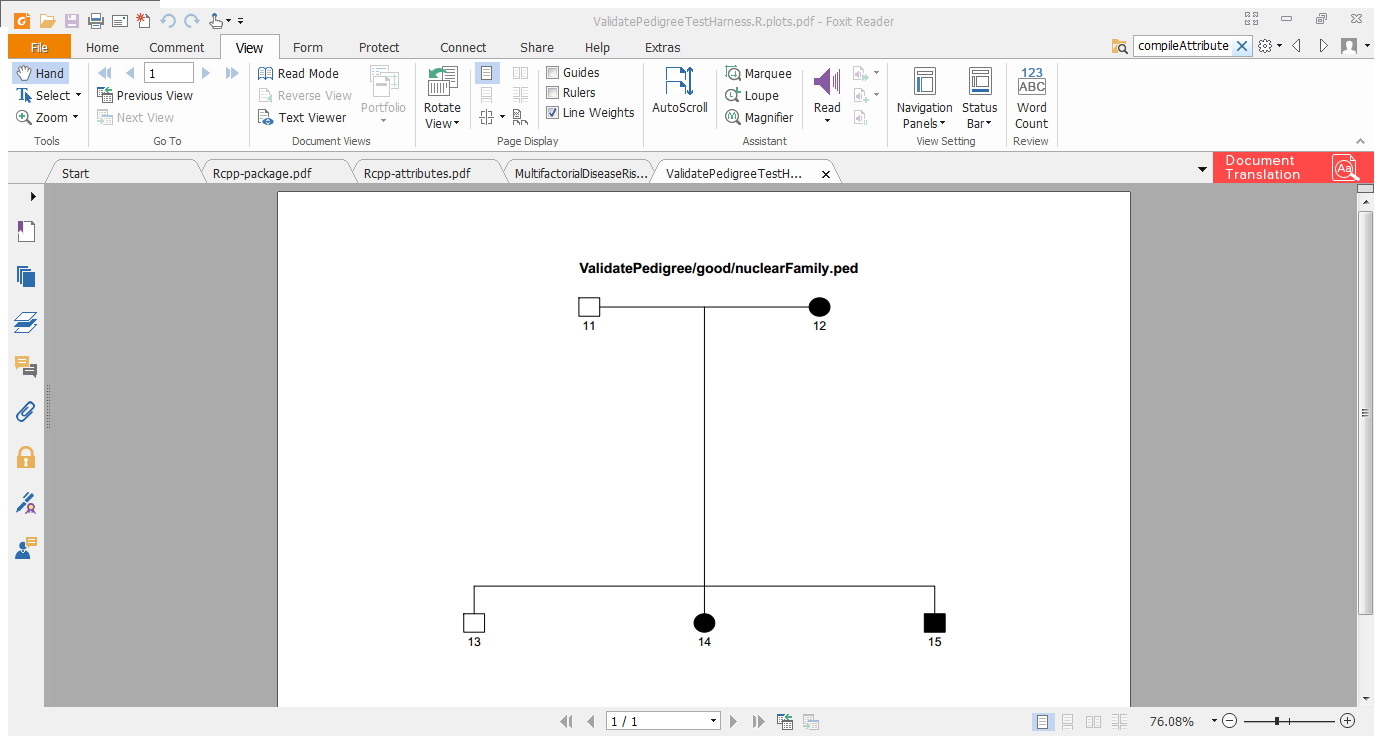 ValidatePedigreeTestHarness.R.plots.pdf - Foxit Reader
File Home Comment View Form Protect Connect Share Help Extras compileAttribute
Hand 1 Read Mode Guides Marquee
Select Previous View Reverse View Portfolio Rotate View Rulers AutoScroll Loupe Read Navigation Panels Status Bar 123 ABC Word Count
Zoom Next View Text Viewer Line Weights Magnifier
Tools Go To Document Views Page Display Assistant View Setting Review
Start Rcpp-package.pdf Rcpp-attributes.pdf MultifactorialDiseaseRis... ValidatePedigreeTestH... Document
Translation Aa
ValidatePedigree/good/nuclearFamily.ped
11 12
13 14 15
1 / 1 76.08%